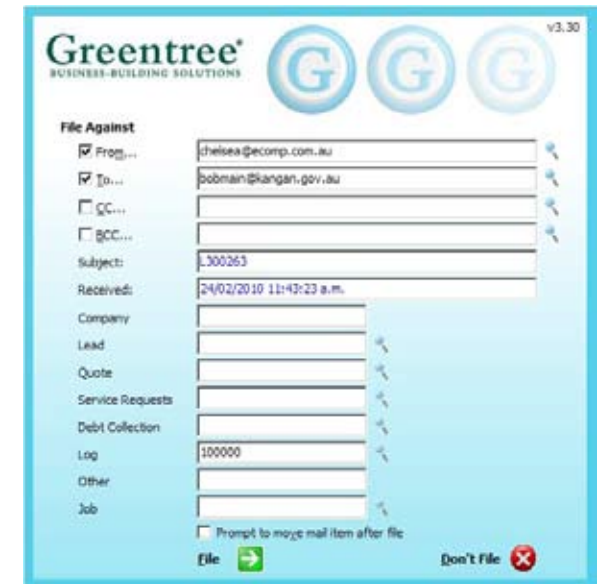 v3.30
Greentree®
BUSINESS-BUILDING SOLUTIONS
G G G
File Against
From... chelsea@ecomp.com.au
To... bobmain@kangan.gov.au
CC...
BCC...
Subject: L300263
Received: 24/02/2010 11:43:23 a.m.
Company
Lead
Quote
Service Requests
Debt Collection
Log 100000
Other
Job
Prompt to move mail item after file
File Don't File